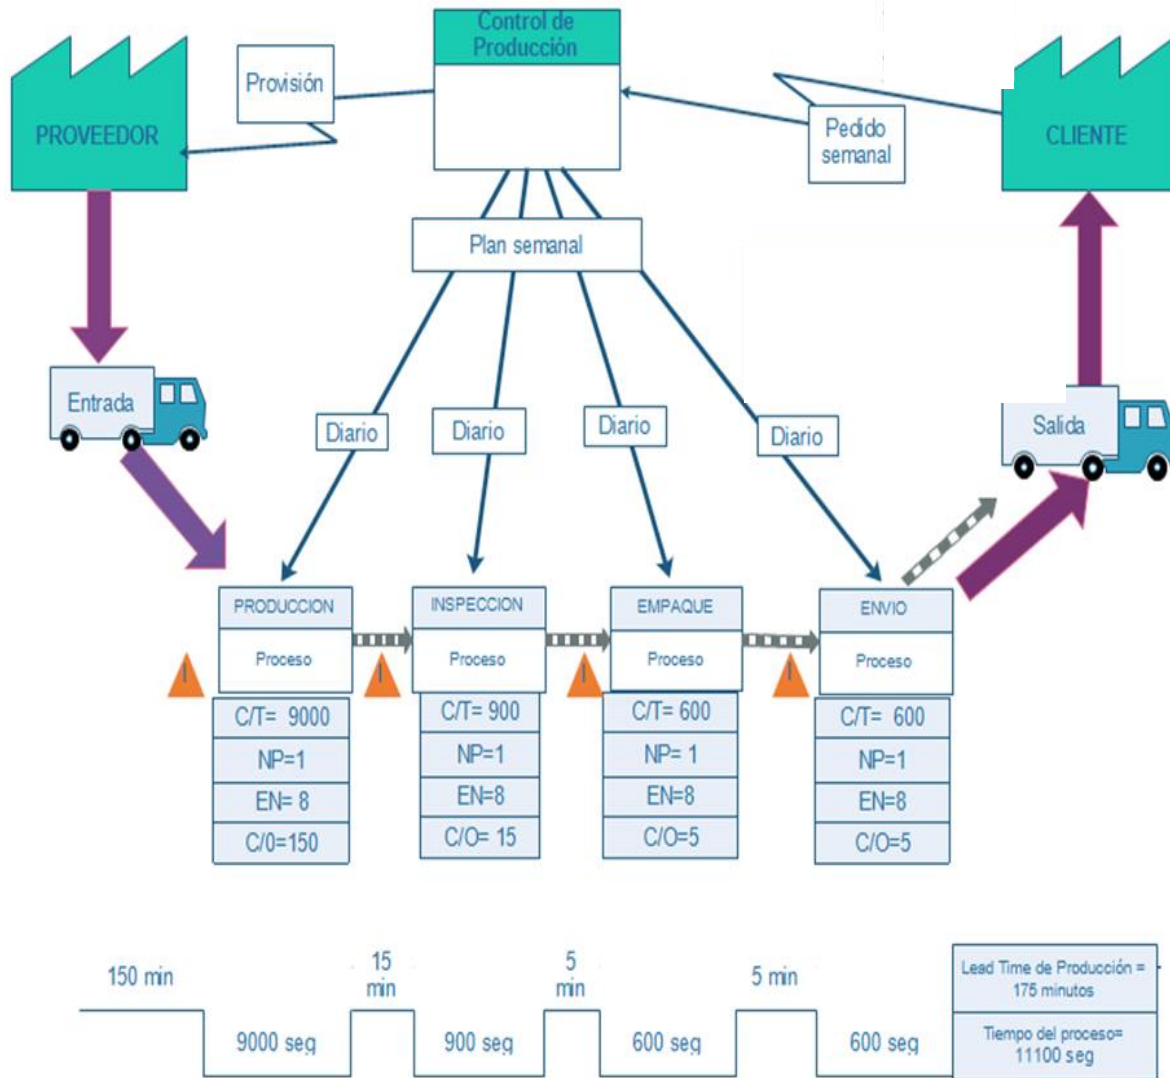 Control de
Producción
Provisión
PROVEEDOR
Pedido
semanal
CLIENTE
Plan semanal
Entrada
Diario
Diario
Diario
Diario
Salida
PRODUCCION
INSPECCION
EMPAQUE
ENVIO
Proceso
Proceso
Proceso
Proceso
C/T= 9000
NP=1
EN= 8
C/0=150
C/T= 900
NP=1
EN=8
C/O= 15
C/T= 600
NP= 1
EN=8
C/O=5
C/T= 600
NP=1
EN=8
C/O=5
150 min
15
min
5
min
5 min
9000 seg
900 seg
600 seg
600 seg
Lead Time de Producción =
175 minutos
Tiempo del proceso=
11100 seg